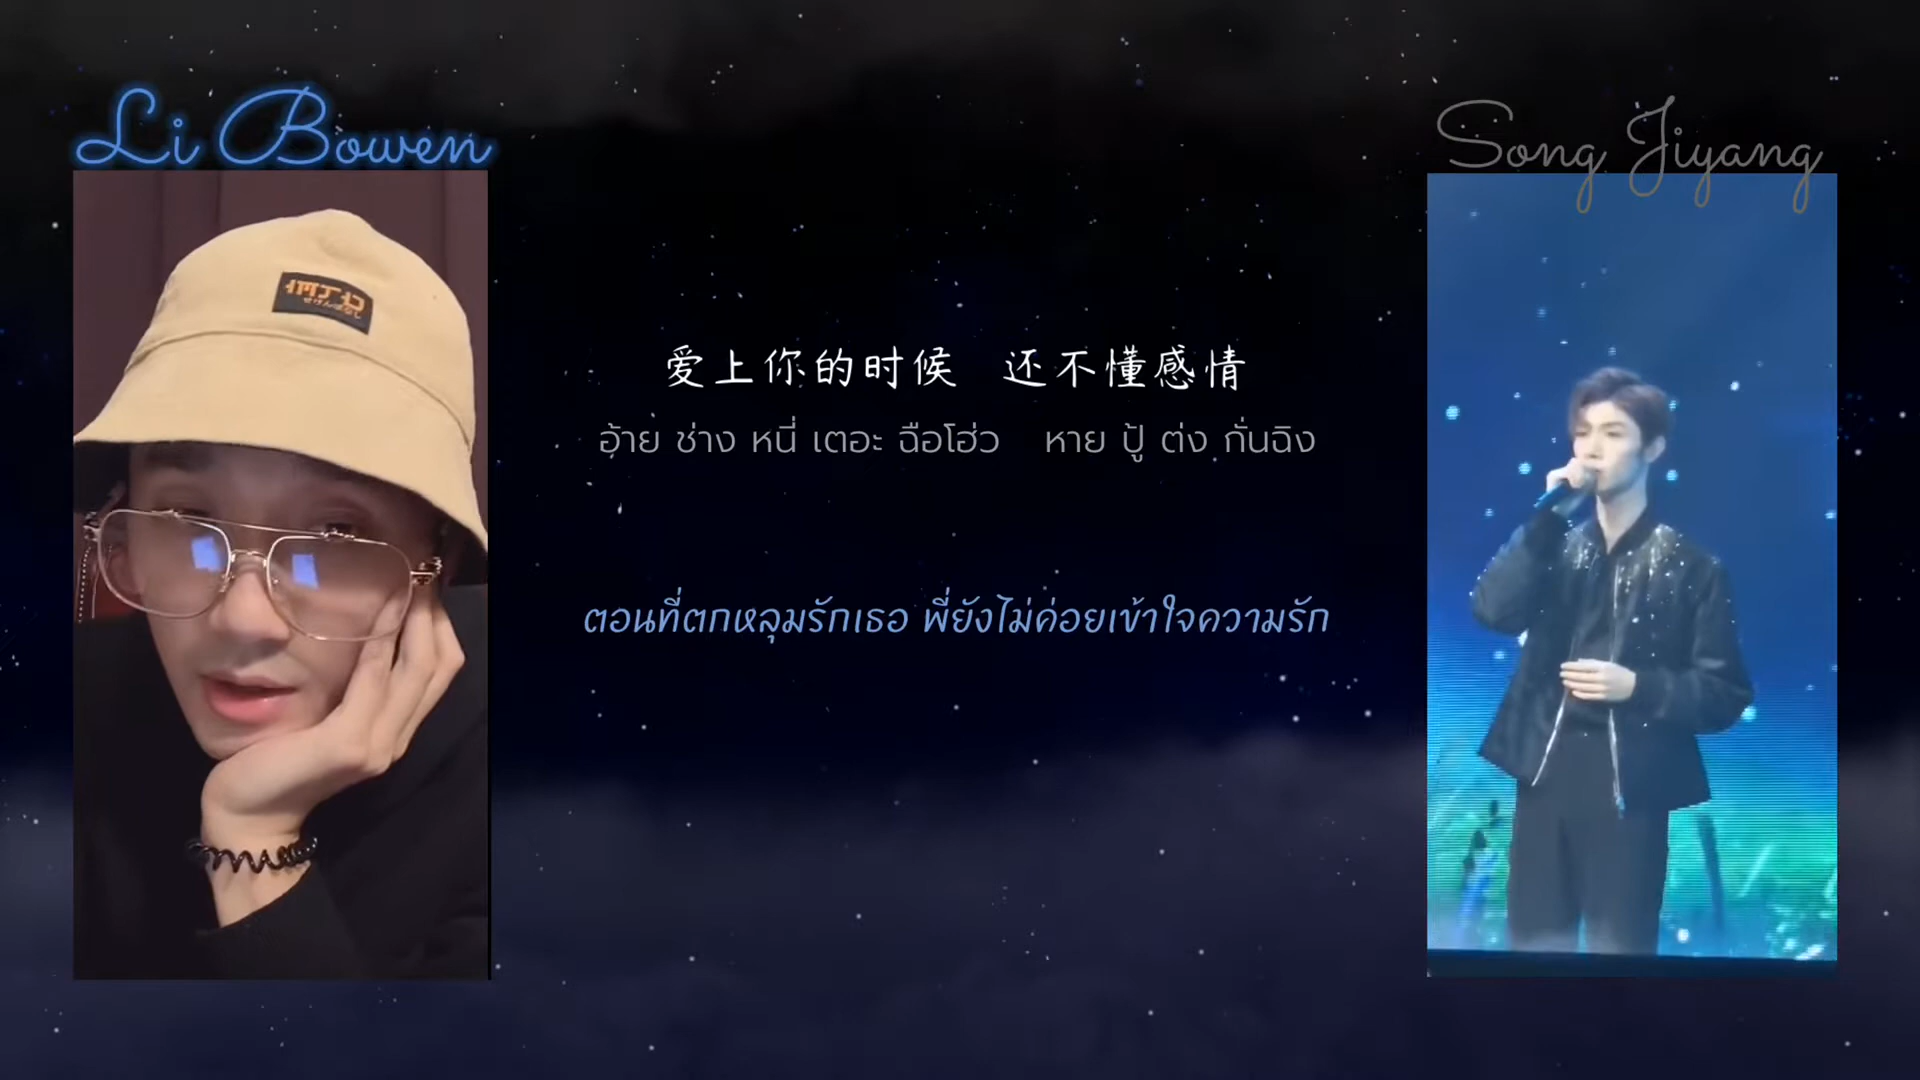 Li Bowen
Song Jiyang
爱上你的时候 还不懂感情
อ้าย ช่าง หนี่ เตอะ ฉือโฮ่ว หาย ปู้ ต่ง กั่นฉิง
ตอนที่ตกหลุมรักเธอ พี่ยังไม่ค่อยเข้าใจความรัก